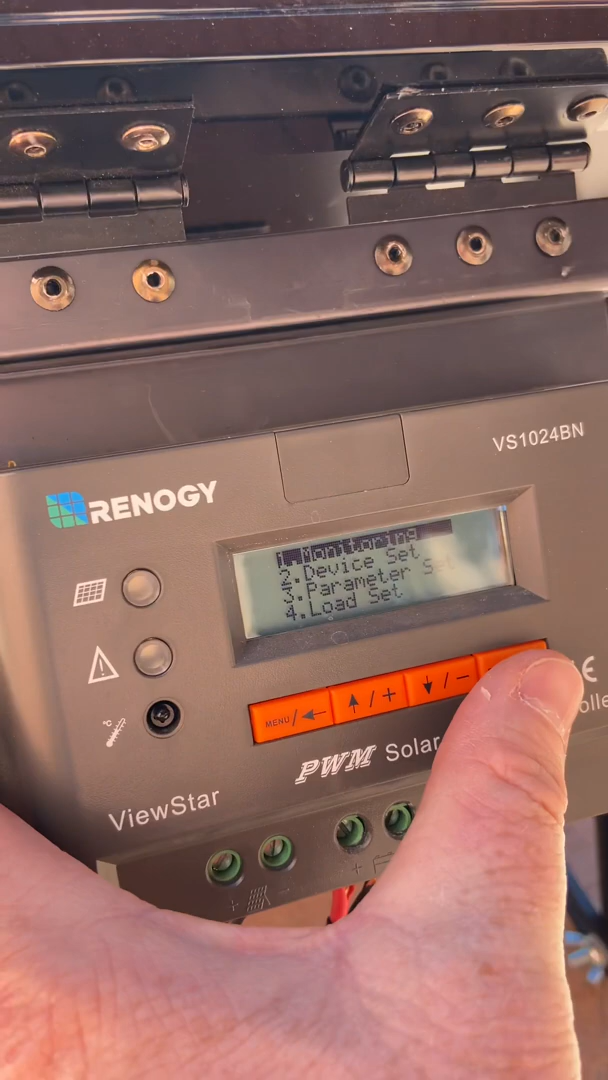 RENOGY
VS1024BN
1.Monitoring
2.Device Set
3.Parameter Set
4.Load Set
MENU/←
↑/+
↓/−
°C
PWM Solar
ViewStar
+ −
+